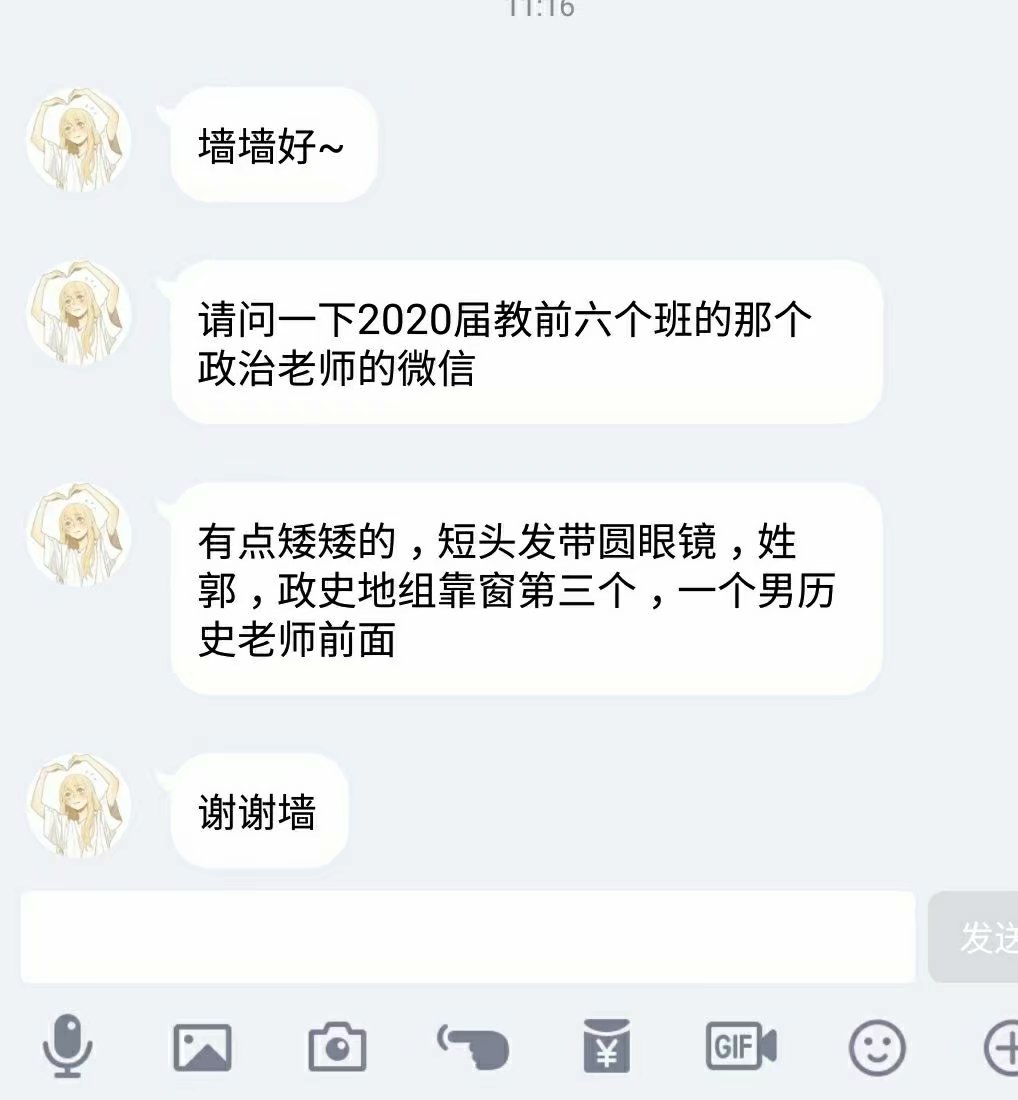 11:16
墙墙好~
请问一下2020届教前六个班的那个
政治老师的微信
有点矮矮的，短头发带圆眼镜，姓
郭，政史地组靠窗第三个，一个男历
史老师前面
谢谢墙
发送
GIF